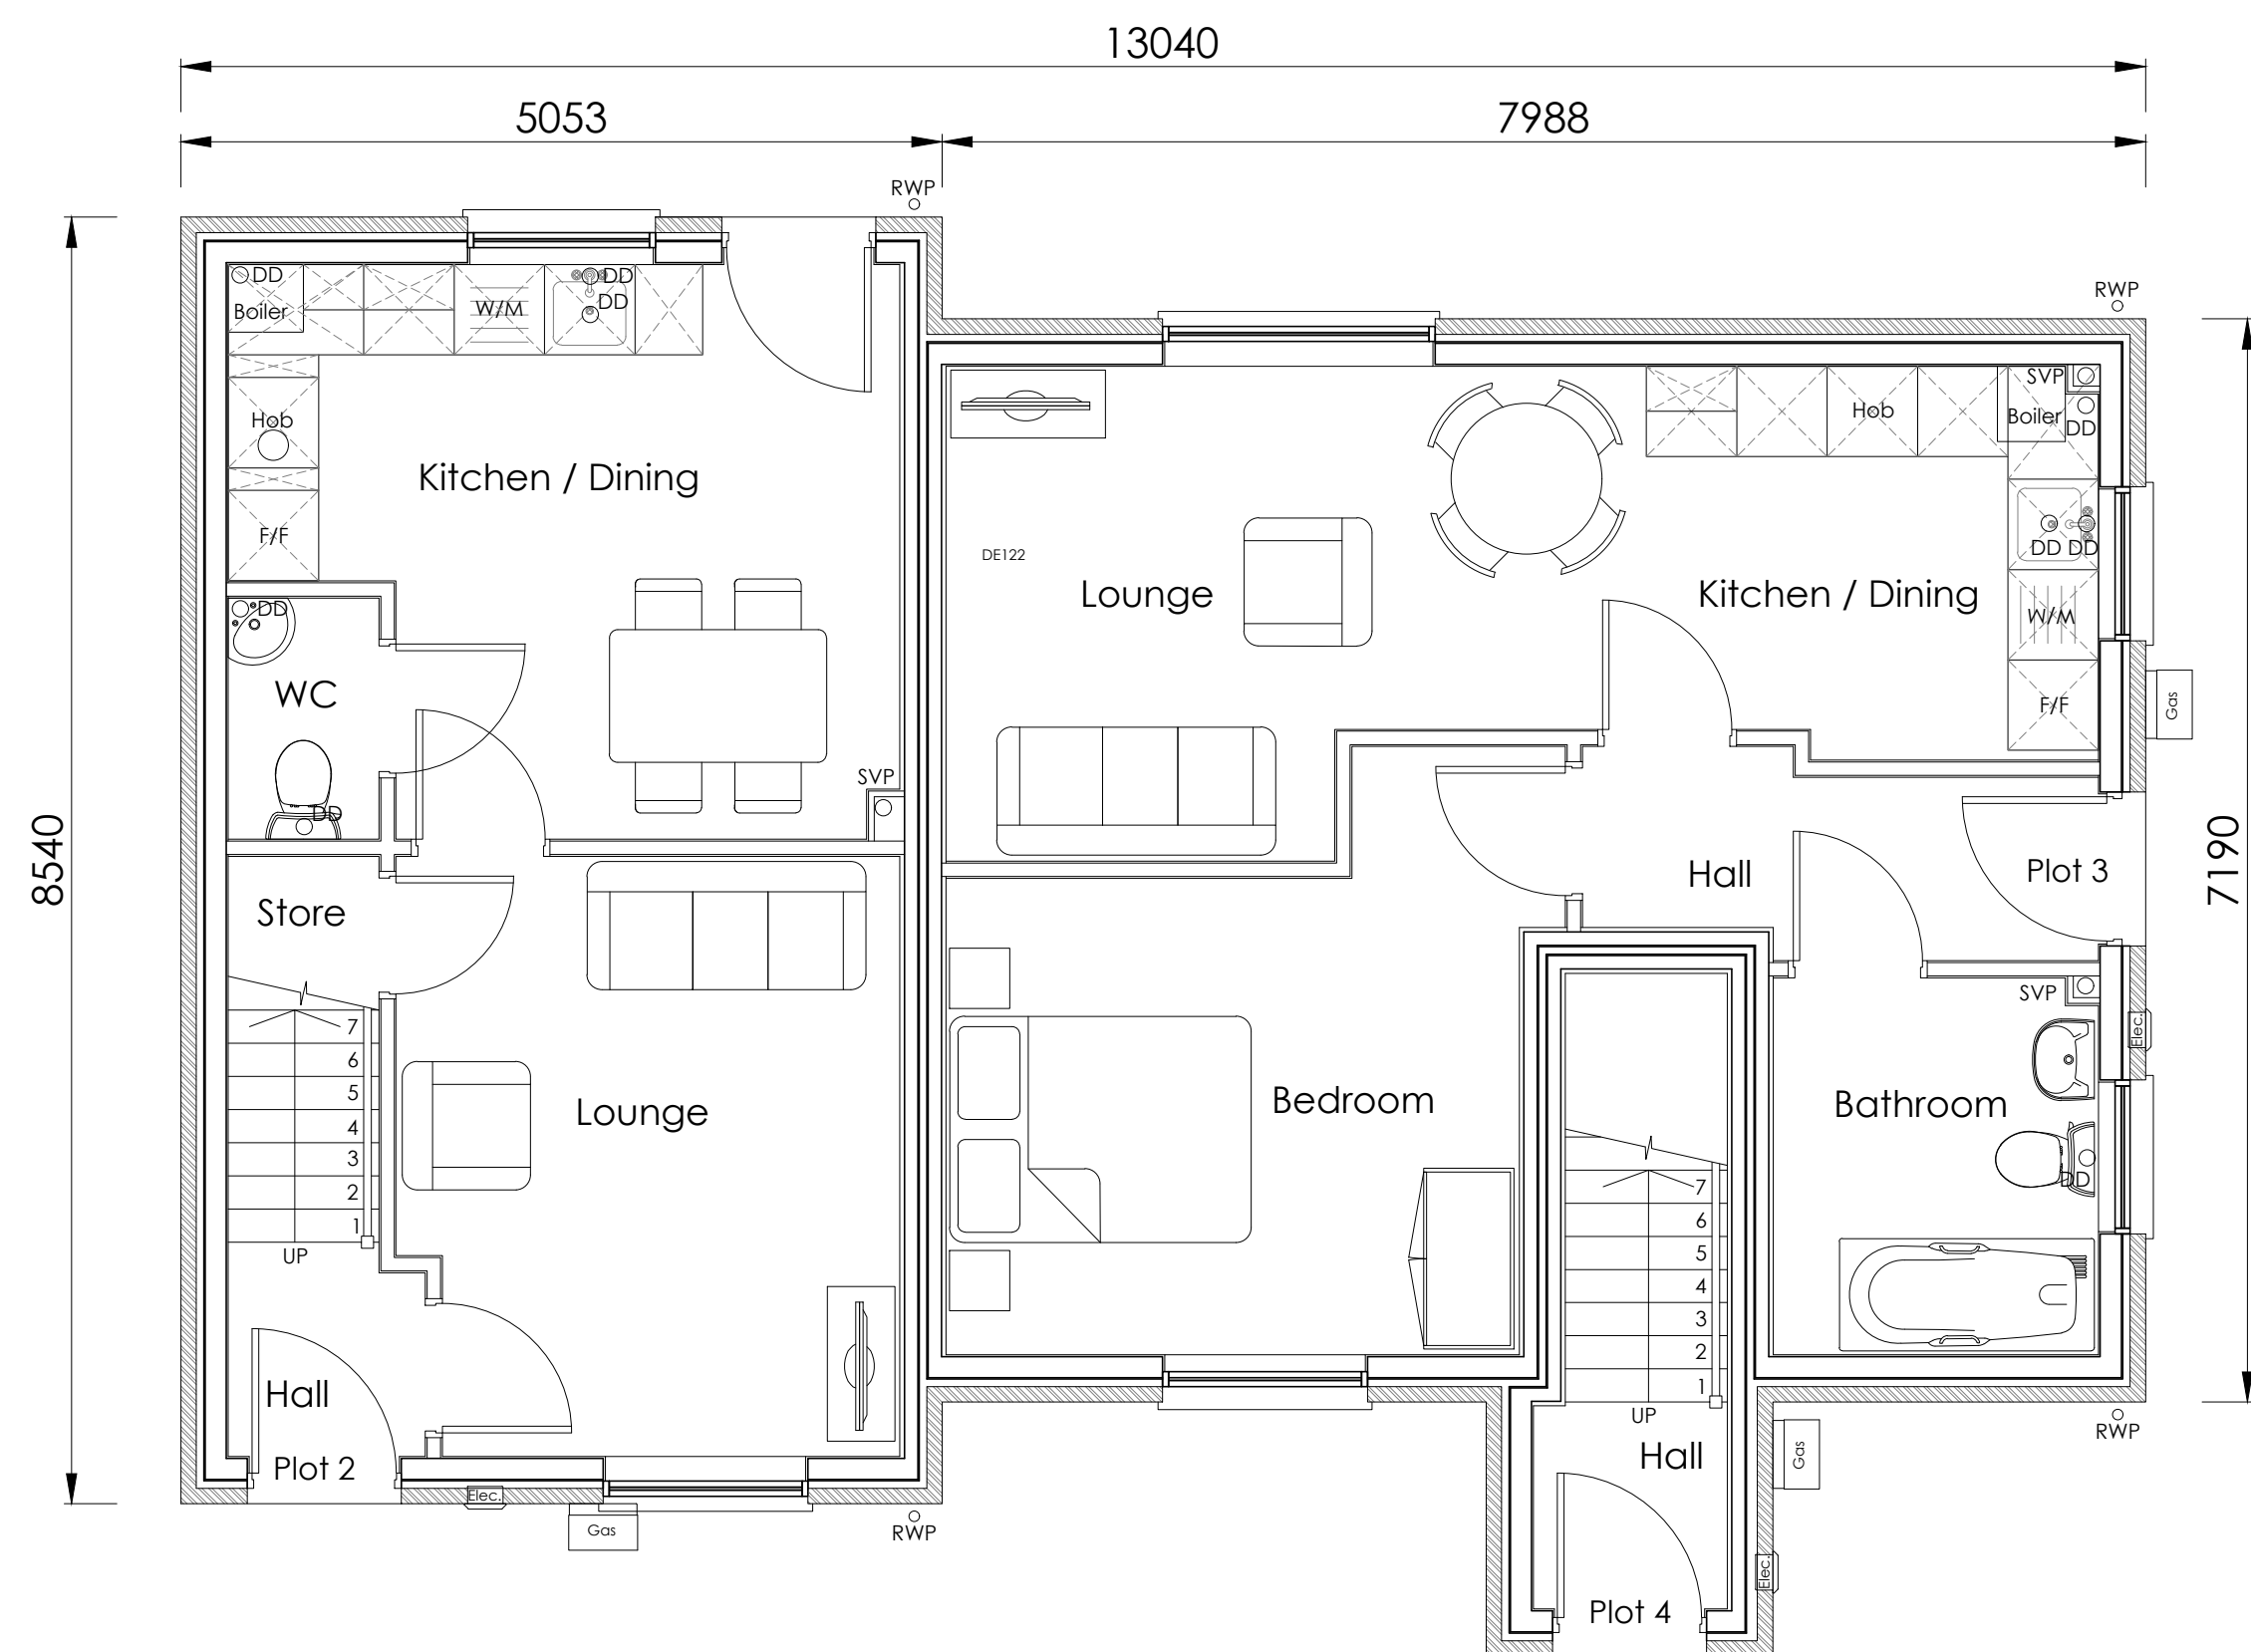 13040
5053
7988
RWP
RWP
8540
7190
DD
Boiler
W/M
DD
DD
Hob
F/F
Kitchen / Dining
DD
WC
DD
SVP
Store
7
6
5
4
3
2
1
UP
Lounge
Hall
Plot 2
Elec.
Gas
RWP
DE122
Lounge
Kitchen / Dining
Hob
SVP
Boiler
DD
DD DD
W/M
F/F
Gas
Hall
Plot 3
SVP
Elec.
Bedroom
Bathroom
DD
7
6
5
4
3
2
1
UP
Hall
Gas
RWP
Elec.
Plot 4